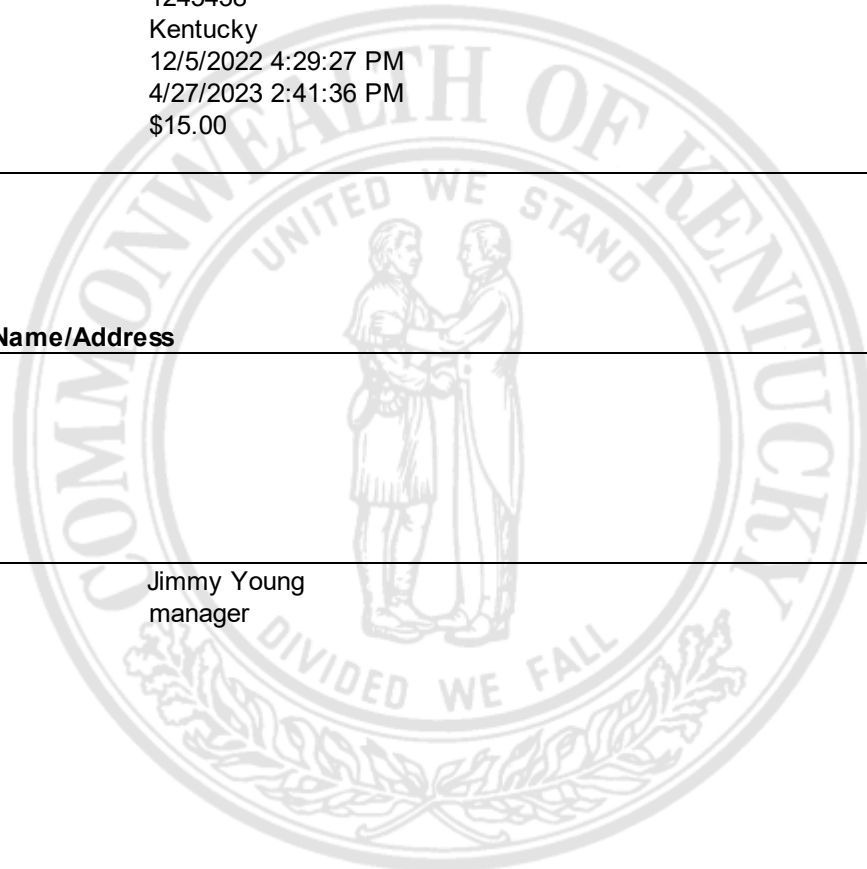 Kentucky
12/5/2022 4:29:27 PM
4/27/2023 2:41:36 PM
$15.00
COMMONWEALTH OF KENTUCKY
UNITED WE STAND
Name/Address
Jimmy Young
manager
DIVIDED WE FALL